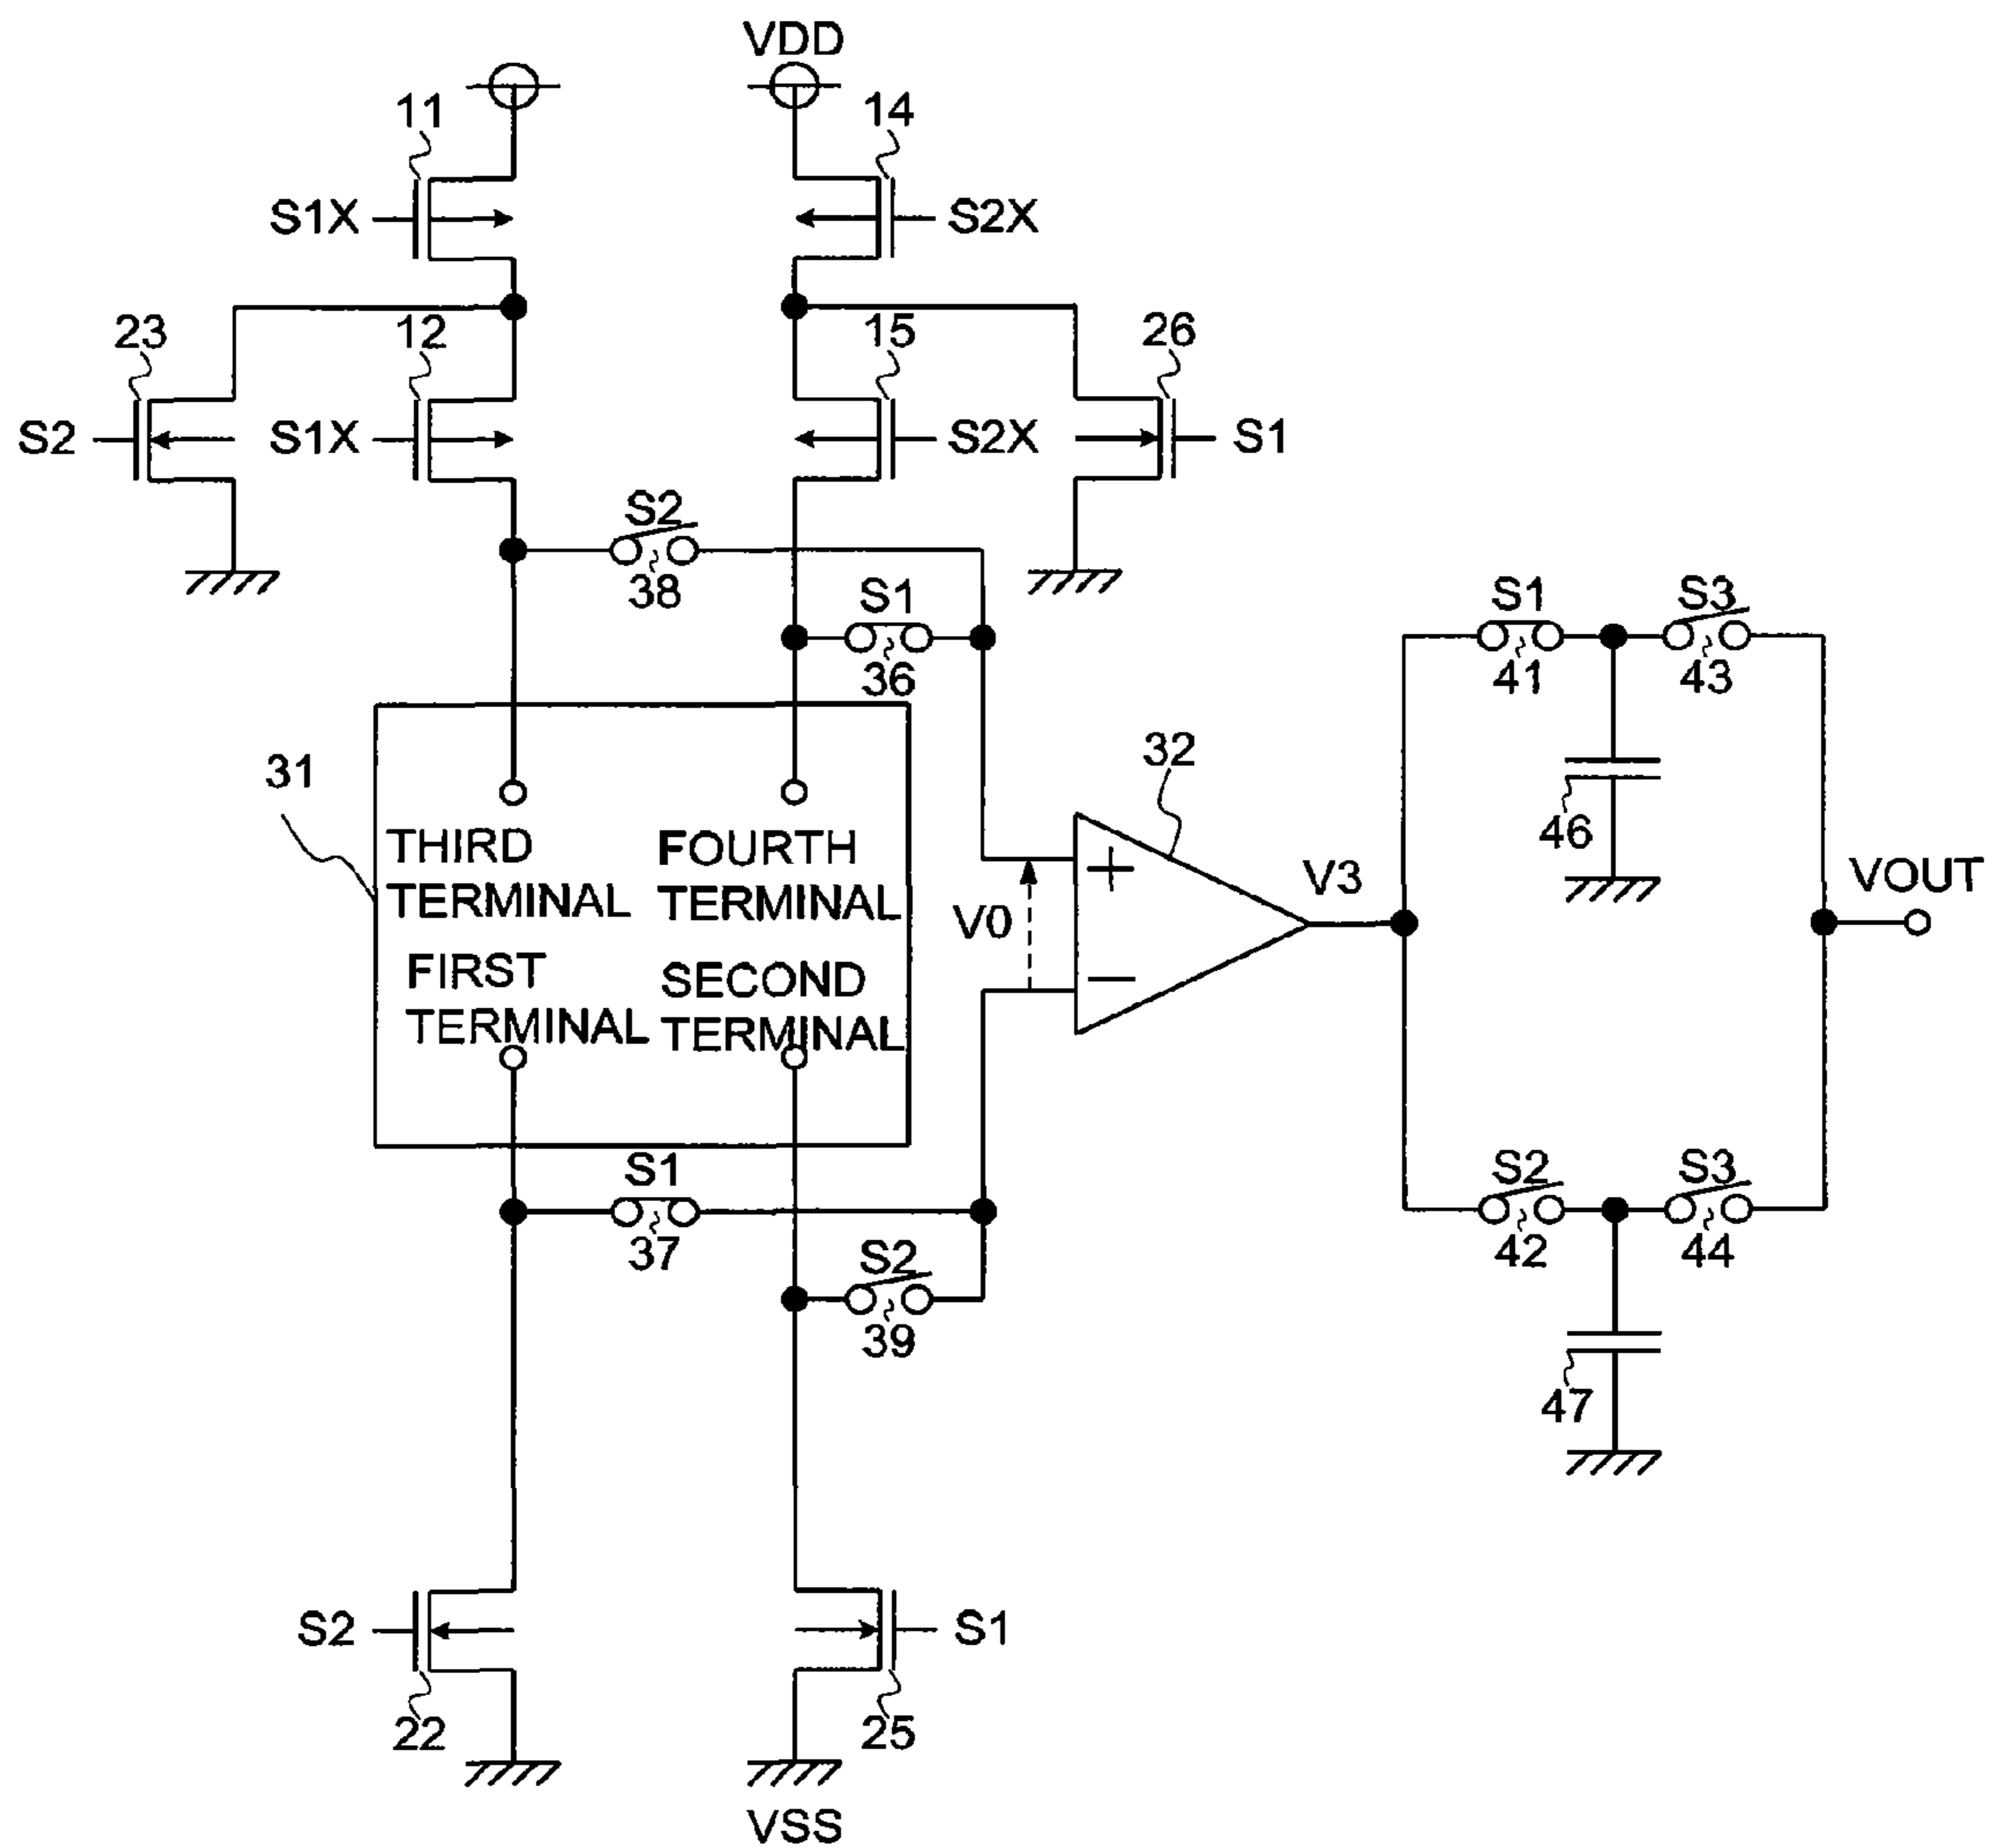 VDD
11
14
S1X
S2X
23
12
15
26
S2
S1X
S2X
S1
S2
38
S1
36
S1
41
S3
43
31
32
46
THIRD
TERMINAL
FOURTH
TERMINAL
V0
+
−
V3
VOUT
FIRST
TERMINAL
SECOND
TERMINAL
S1
37
S2
39
S2
42
S3
44
47
S2
22
S1
25
VSS